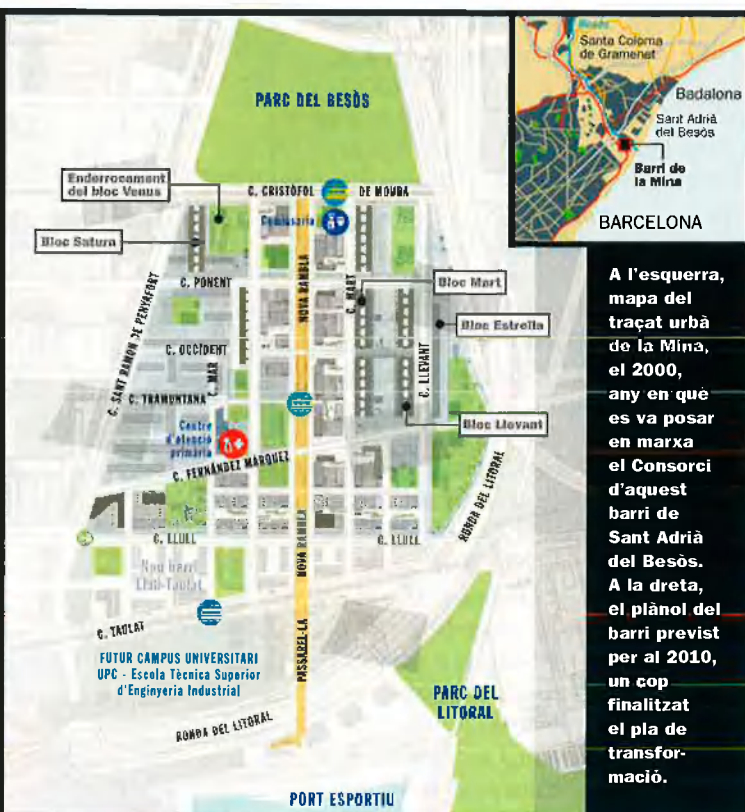 PARC DEL BESÒS
Enderrocament
del bloc Venus
C. CRISTÒFOL DE MOURA
Comissaria
Bloc Saturn
C. PONENT
NOVA RAMBLA
C. MART
Bloc Mart
Bloc Estrella
C. SANT RAMON DE PENYAFORT
C. OCCIDENT
C. MAR
C. LLEVANT
C. TRAMUNTANA
Bloc Llevant
Centre
d'atenció
primària
C. FERNÁNDEZ MARQUEZ
RONDA DEL LITORAL
C. LLULL
NOVA RAMBLA
C. LLULL
Nou barri
Llull-Taulat
C. TAULAT
PASSAREL·LA
FUTUR CAMPUS UNIVERSITARI
UPC - Escola Tècnica Superior
d'Enginyeria Industrial
PARC DEL
LITORAL
RONDA DEL LITORAL
PORT ESPORTIU
Besòs
Santa Coloma
de Gramenet
Badalona
Sant Adrià
del Besòs
Barri de
la Mina
BARCELONA
A l'esquerra,
mapa del
traçat urbà
de la Mina,
el 2000,
any en què
es va posar
en marxa
el Consorci
d'aquest
barri de
Sant Adrià
del Besòs.
A la dreta,
el plànol del
barri previst
per al 2010,
un cop
finalitzat
el pla de
transfor-
mació.